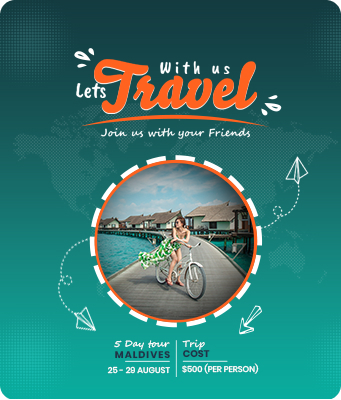 With us
Lets Travel
Join us with your Friends
5 Day tour
MALDIVES
25 - 29 AUGUST
Trip
COST
$500 (PER PERSON)